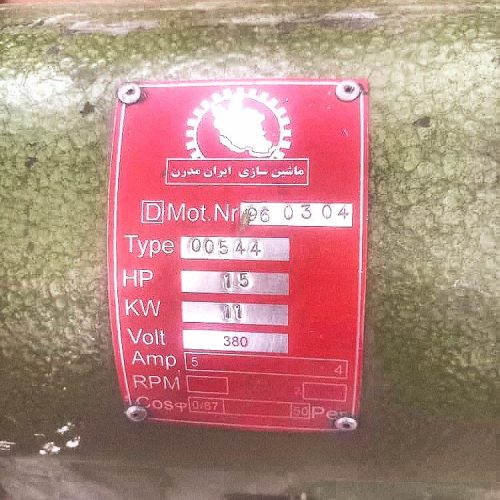 ماشین سازی ایران مدرن
D Mot.Nr 96 0304
Type 00544
HP 15
KW 11
Volt 380
Amp 5 4
RPM 2
Cosφ 0/87 50 Per